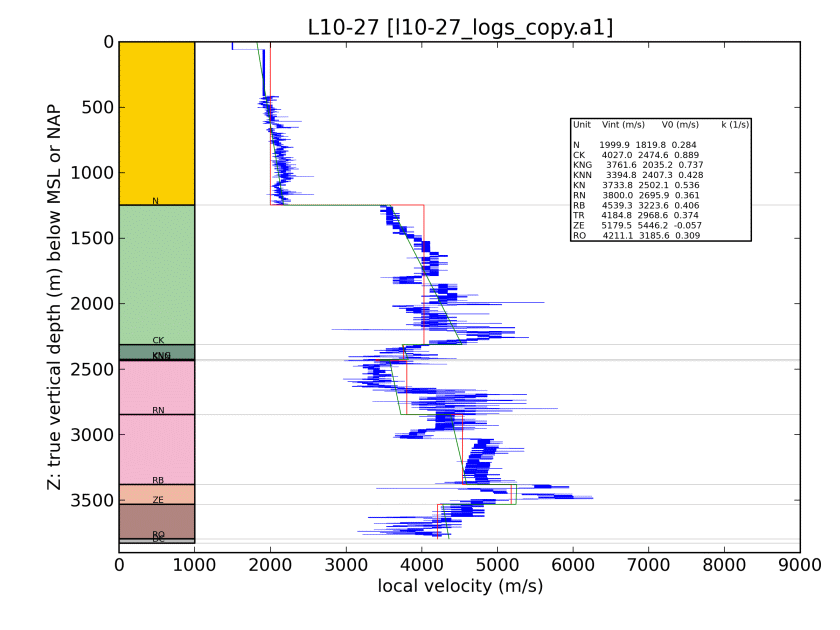 L10-27 [l10-27_logs_copy.a1]
Z: true vertical depth (m) below MSL or NAP
0
500
1000
1500
2000
2500
3000
3500
N
CK
RN
RB
ZE
RO
Unit Vint (m/s) V0 (m/s) k (1/s)
N 1999.9 1819.8 0.284
CK 4027.0 2474.6 0.889
KNG 3761.6 2035.2 0.737
KNN 3394.8 2407.3 0.428
KN 3733.8 2502.1 0.536
RN 3800.0 2695.9 0.361
RB 4539.3 3223.6 0.406
TR 4184.8 2968.6 0.374
ZE 5179.5 5446.2 -0.057
RO 4211.1 3185.6 0.309
0 1000 2000 3000 4000 5000 6000 7000 8000 9000
local velocity (m/s)